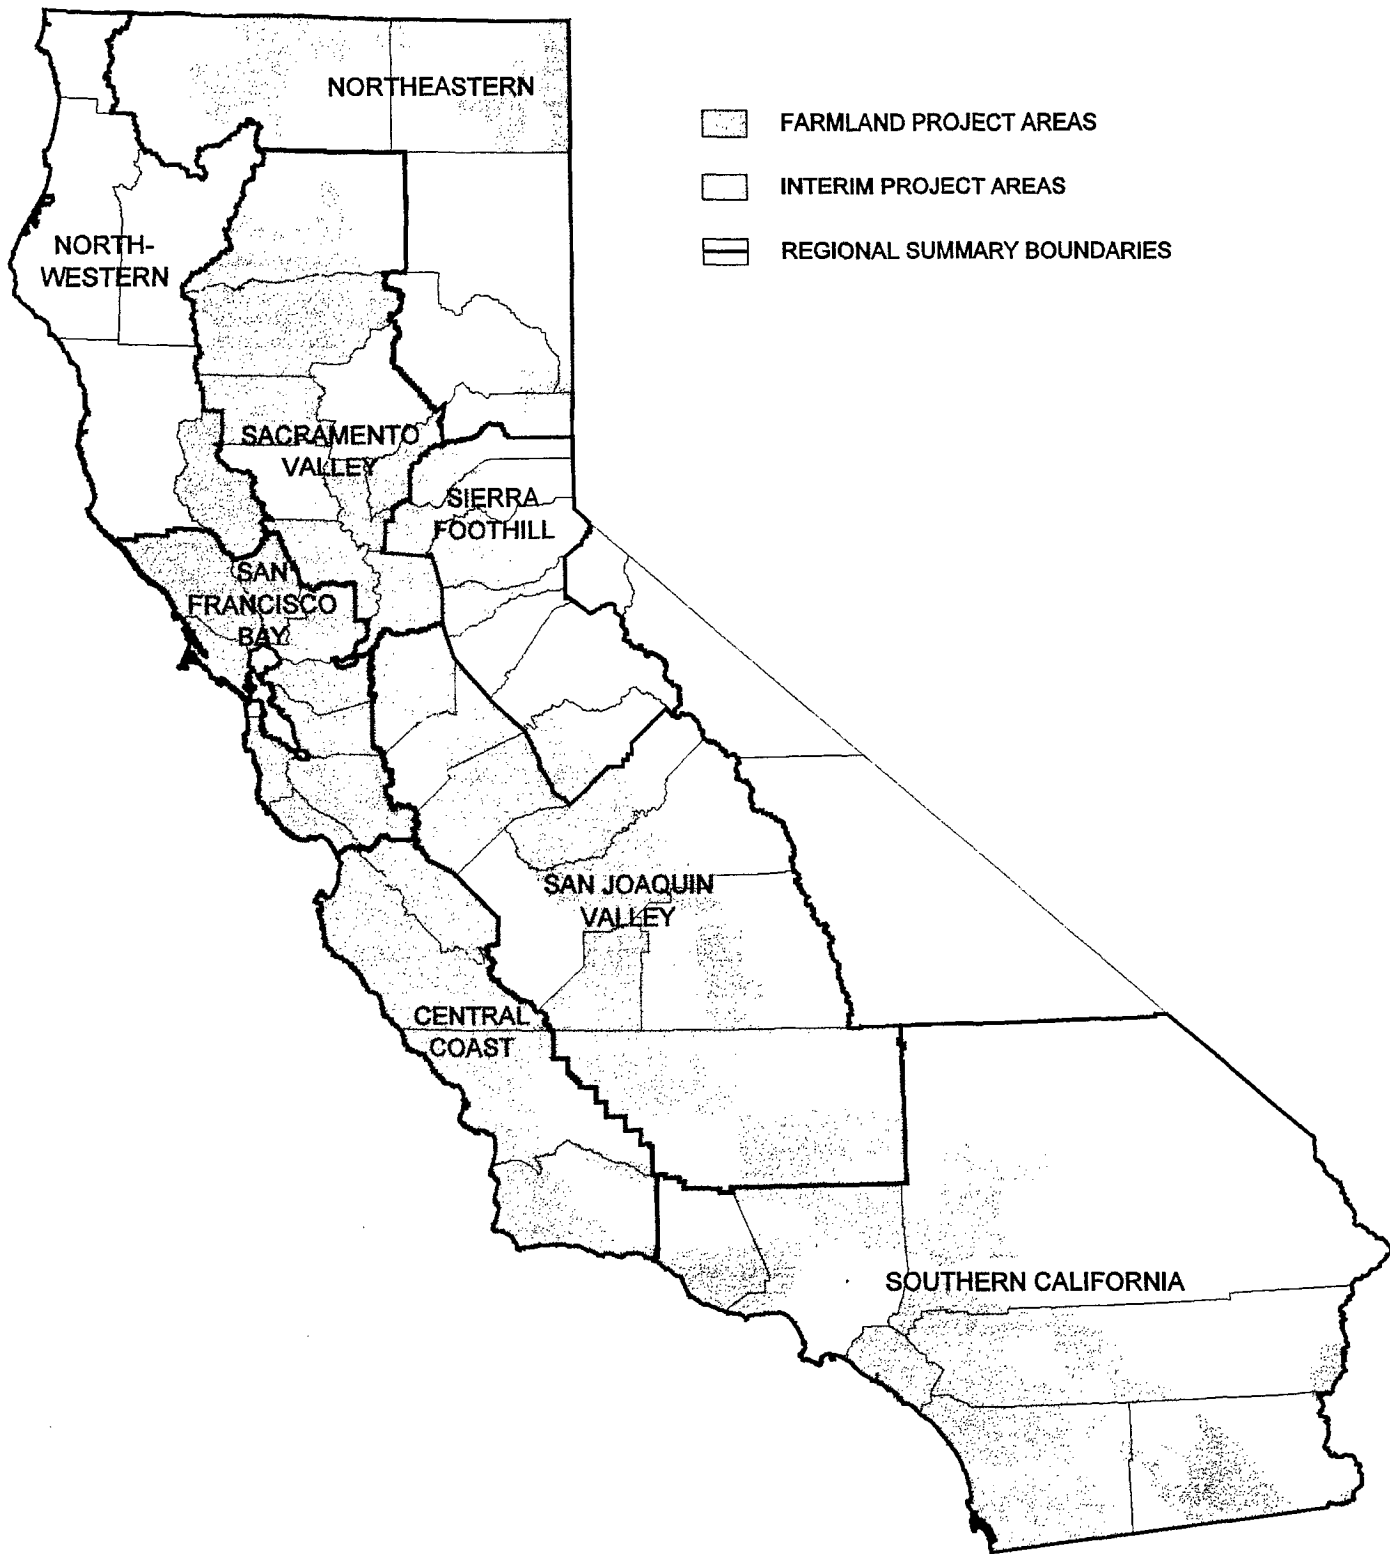 NORTHEASTERN
FARMLAND PROJECT AREAS
INTERIM PROJECT AREAS
REGIONAL SUMMARY BOUNDARIES
NORTH-
WESTERN
SACRAMENTO
VALLEY
SIERRA
FOOTHILL
SAN
FRANCISCO
BAY
SAN JOAQUIN
VALLEY
CENTRAL
COAST
SOUTHERN CALIFORNIA